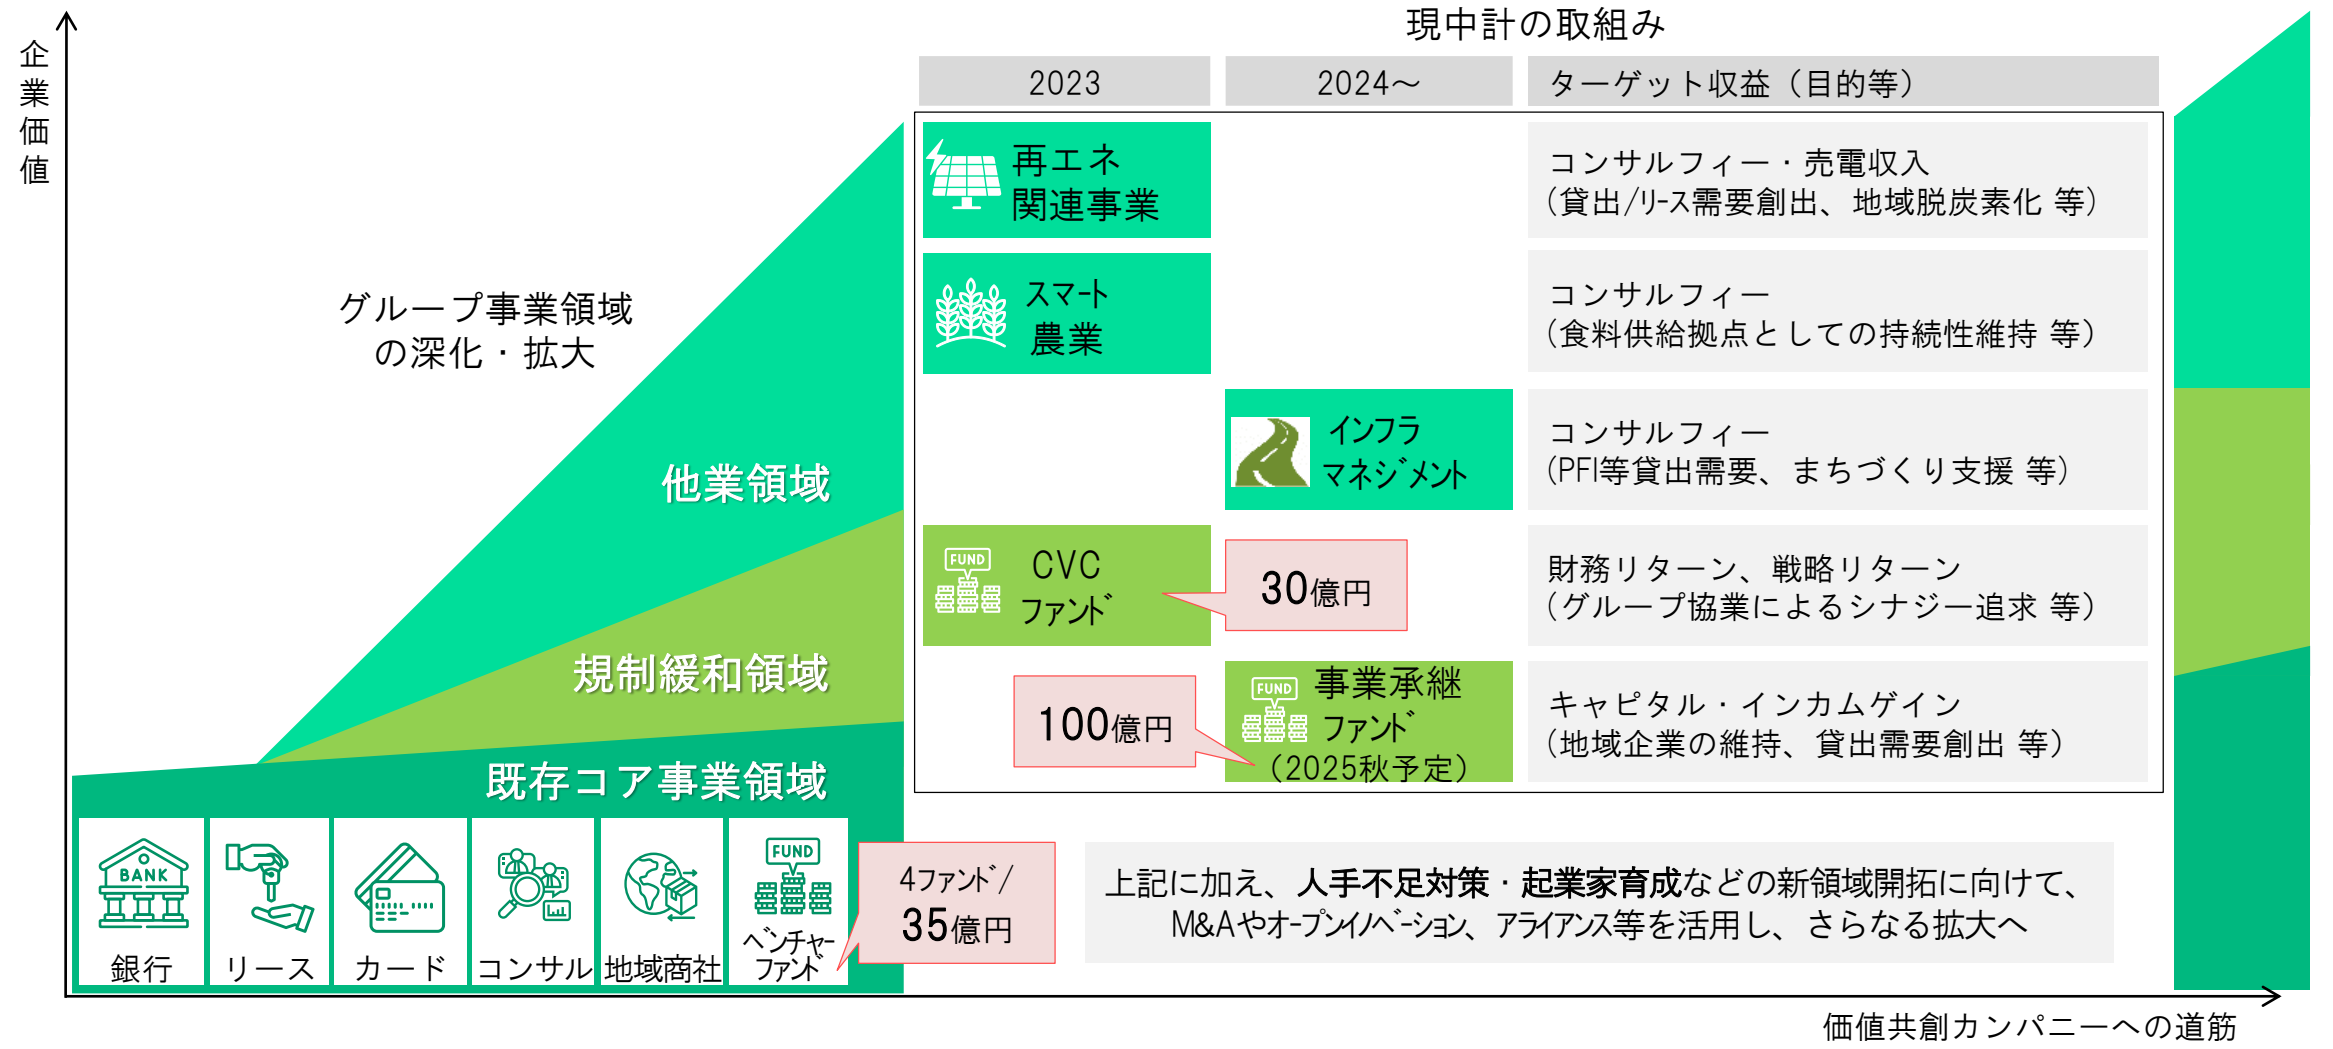 企業価値
現中計の取組み
2023
2024～
ターゲット収益（目的等）
グループ事業領域
の深化・拡大
再エネ
関連事業
コンサルフィー・売電収入
（貸出/リース需要創出、地域脱炭素化 等）
スマート
農業
コンサルフィー
（食料供給拠点としての持続性維持 等）
インフラ
マネジメント
コンサルフィー
（PFI等貸出需要、まちづくり支援 等）
FUND
CVC
ファンド
30億円
財務リターン、戦略リターン
（グループ協業によるシナジー追求 等）
100億円
FUND
事業承継
ファンド
（2025秋予定）
キャピタル・インカムゲイン
（地域企業の維持、貸出需要創出 等）
他業領域
規制緩和領域
既存コア事業領域
BANK
銀行
リース
カード
コンサル
地域商社
FUND
ベンチャー
ファンド
4ファンド/
35億円
上記に加え、人手不足対策・起業家育成などの新領域開拓に向けて、
M&Aやオープンイノベーション、アライアンス等を活用し、さらなる拡大へ
価値共創カンパニーへの道筋